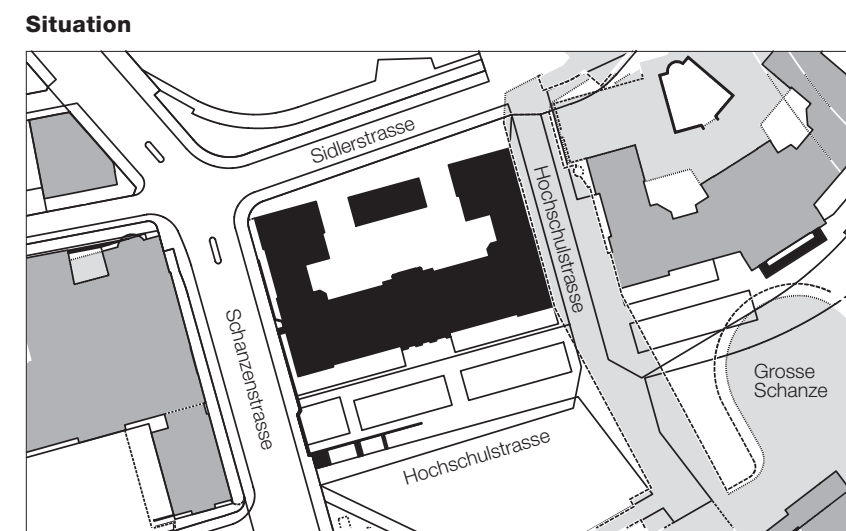 Situation
Sidlerstrasse
Hochschulstrasse
Schanzenstrasse
Grosse
Schanze
Hochschulstrasse